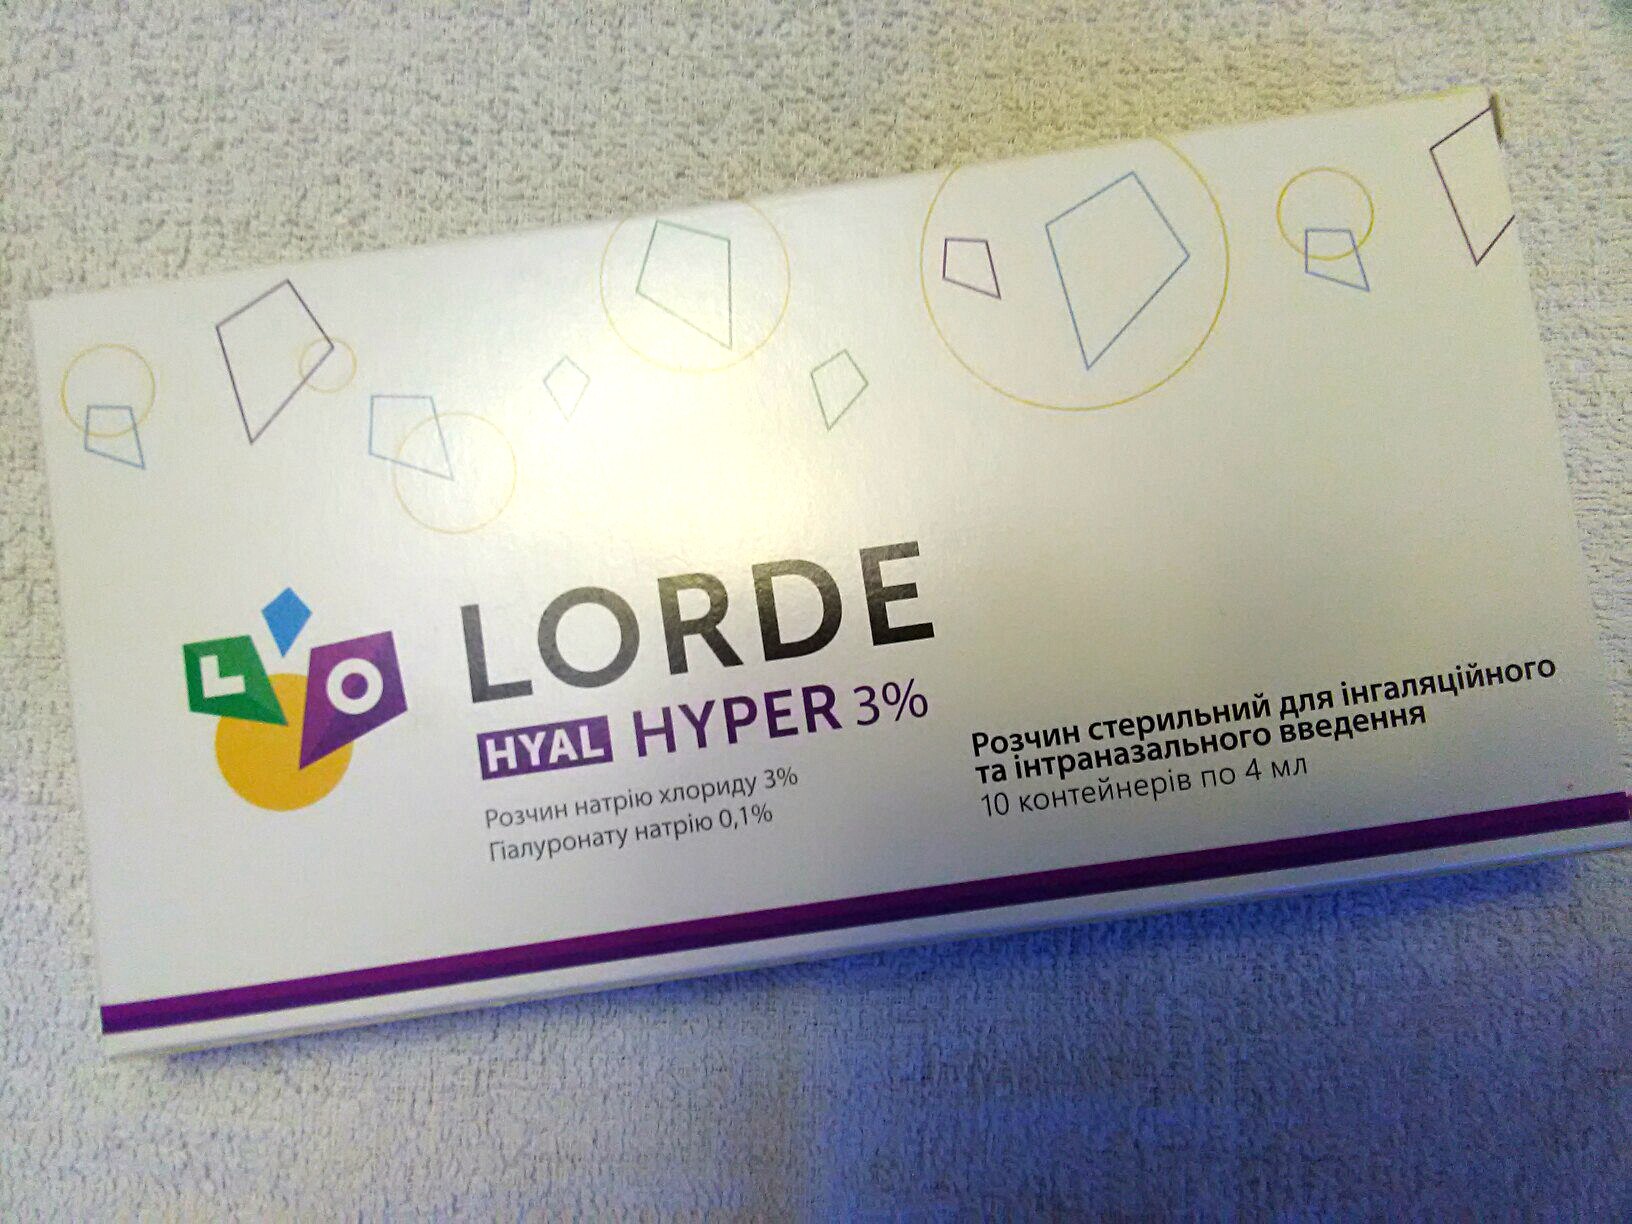 LO
LORDE
HYAL HYPER 3%
Розчин натрію хлориду 3%
Гіалуронату натрію 0,1%
Розчин стерильний для інгаляційного
та інтраназального введення
10 контейнерів по 4 мл